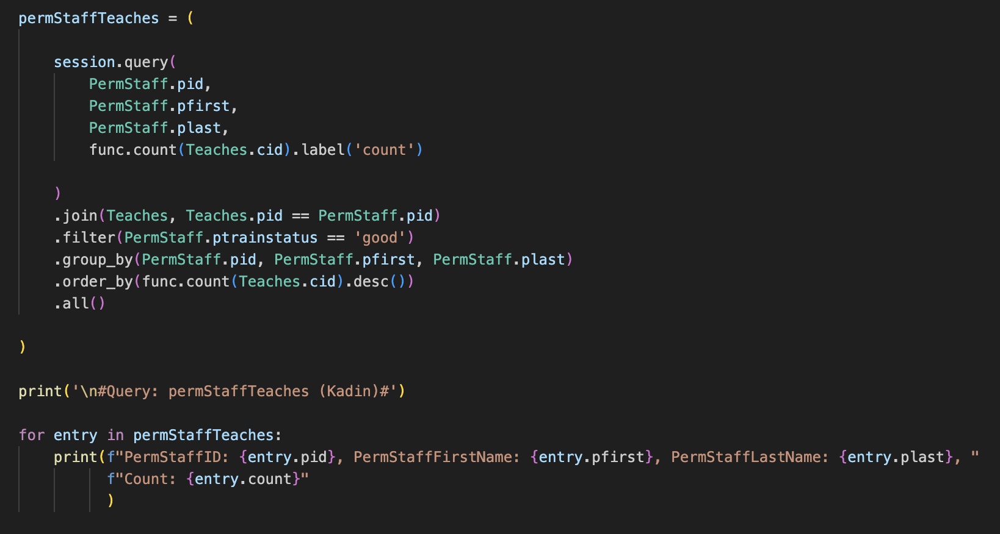 permStaffTeaches = (
session.query(
PermStaff.pid,
PermStaff.pfirst,
PermStaff.plast,
func.count(Teaches.cid).label('count')
)
.join(Teaches, Teaches.pid == PermStaff.pid)
.filter(PermStaff.ptrainstatus == 'good')
.group_by(PermStaff.pid, PermStaff.pfirst, PermStaff.plast)
.order_by(func.count(Teaches.cid).desc())
.all()
)
print('\n#Query: permStaffTeaches (Kadin)#')
for entry in permStaffTeaches:
print(f"PermStaffID: {entry.pid}, PermStaffFirstName: {entry.pfirst}, PermStaffLastName: {entry.plast}, "
f"Count: {entry.count}"
)